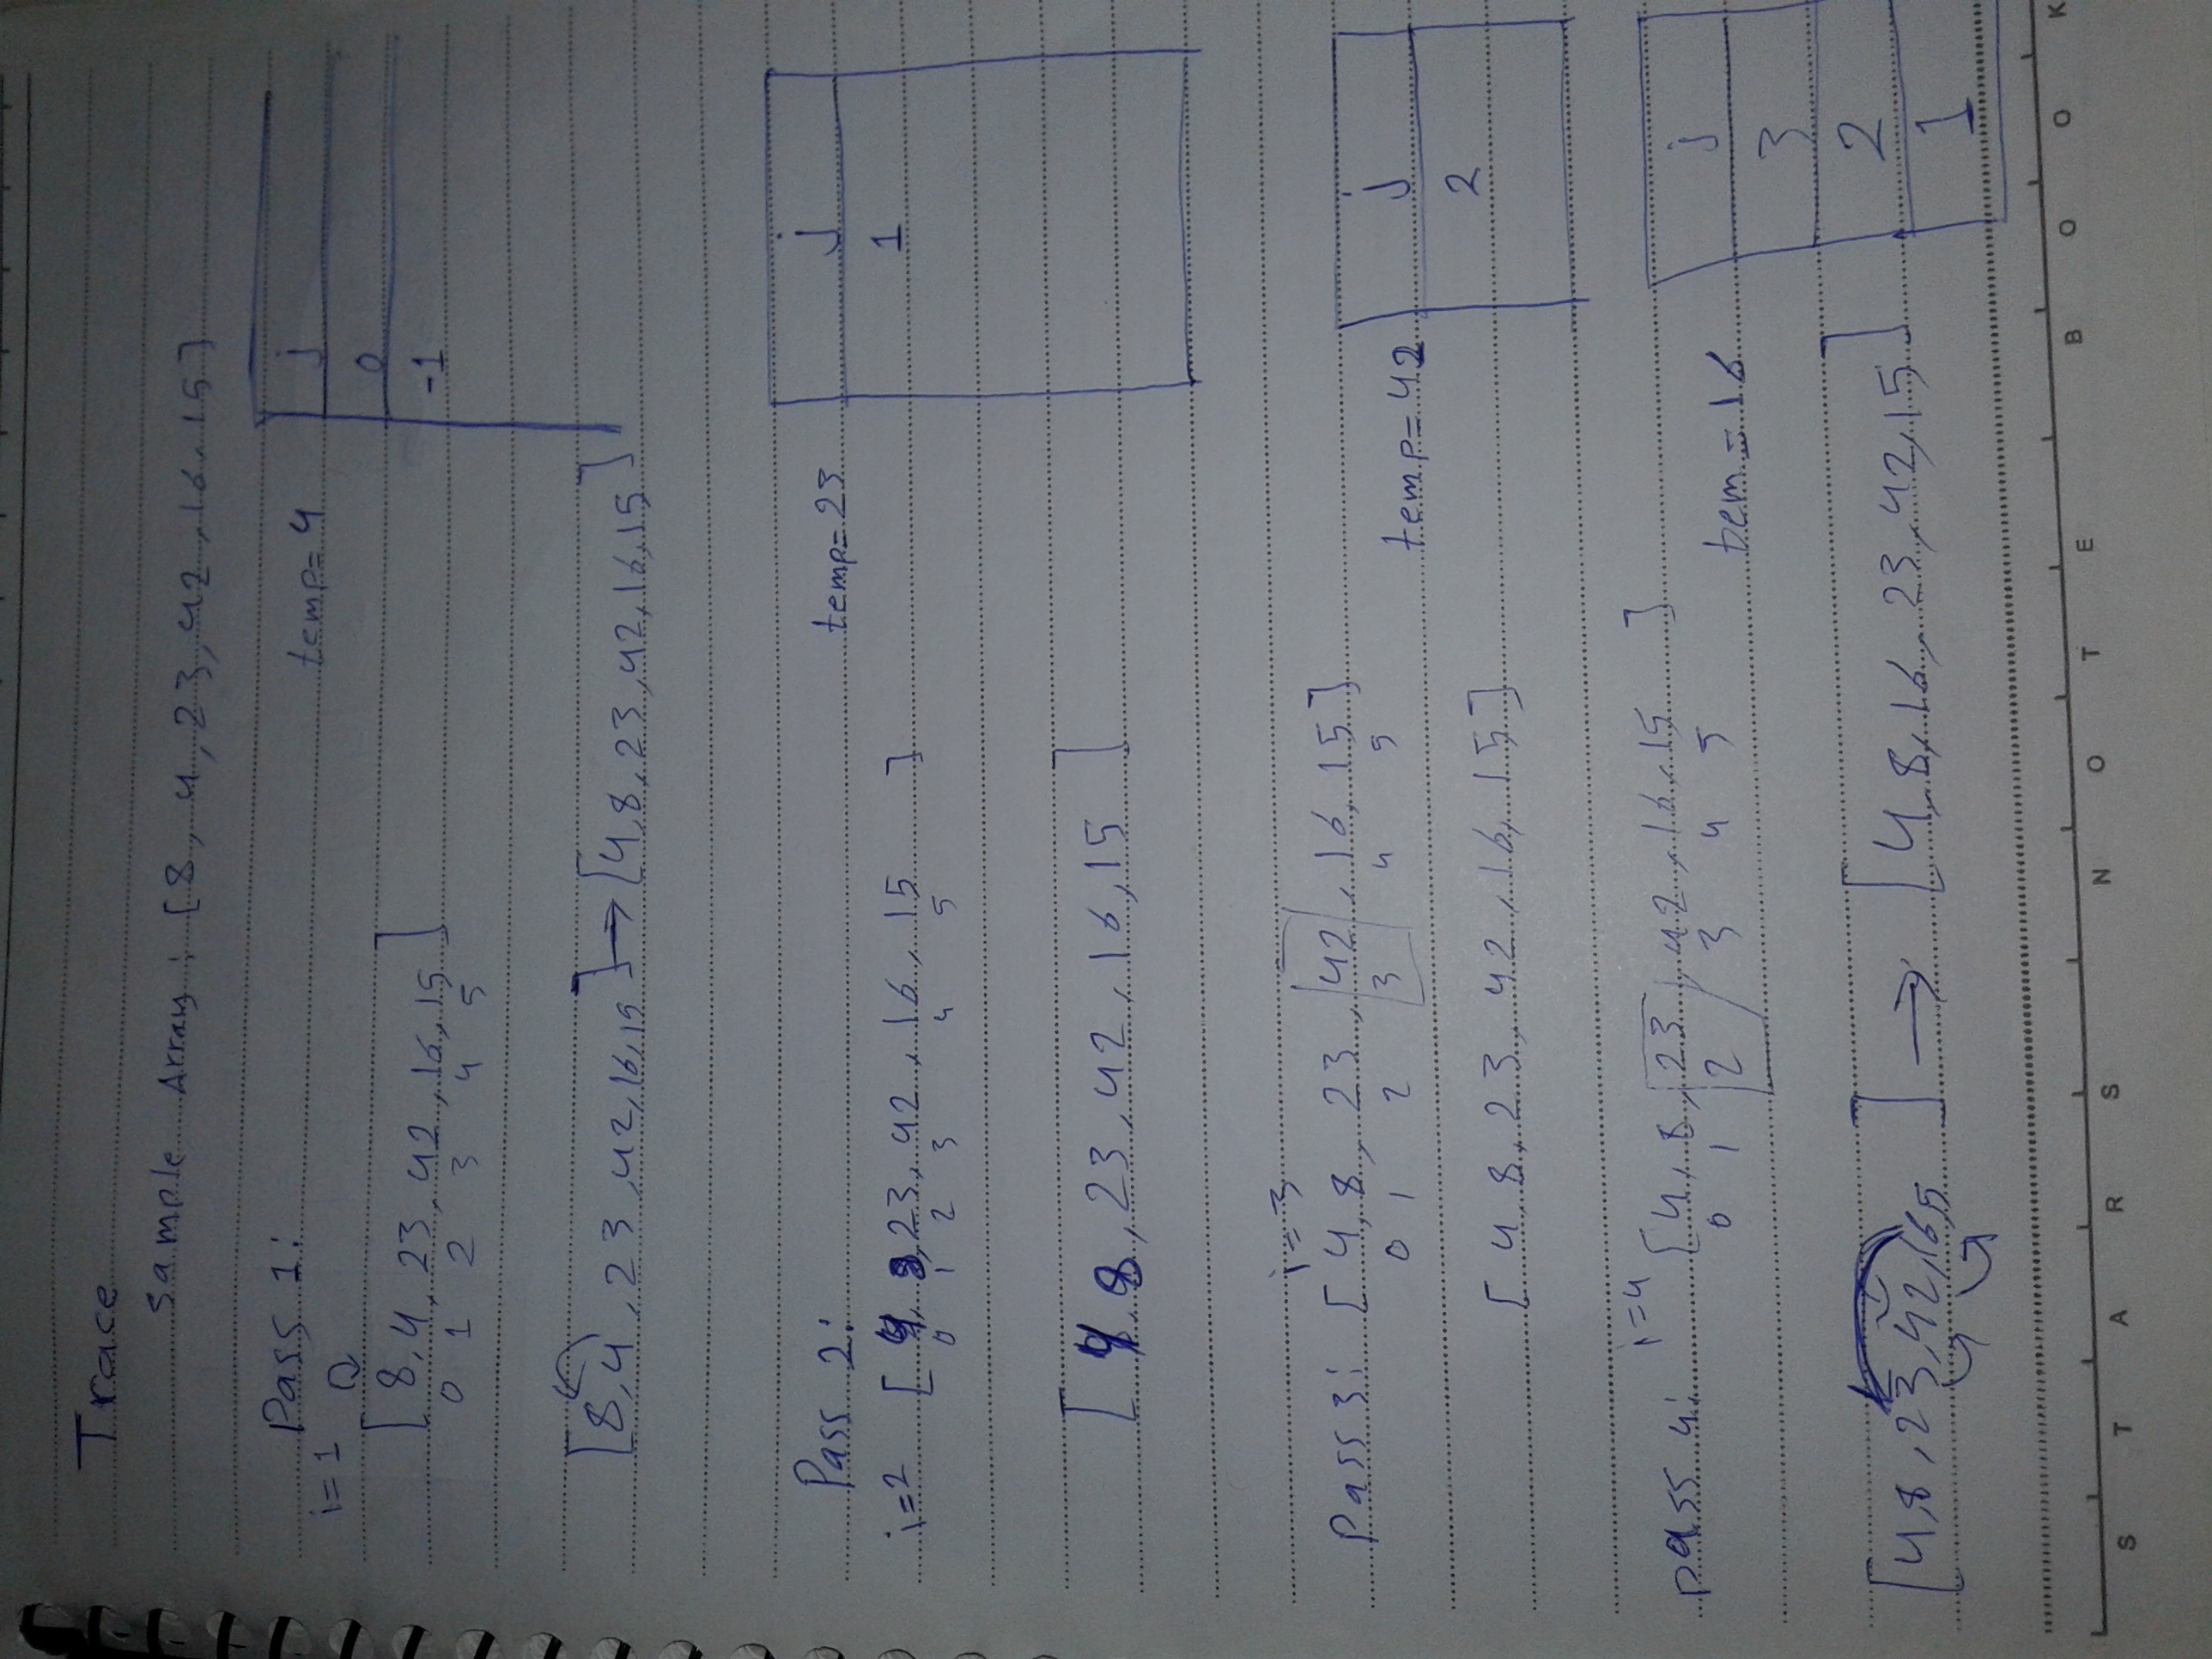 Trace
Sample Array: [8, 4, 23, 42, 16, 15]
Pass 1:
i=1
temp=4
j
0
-1
[8, 4, 23, 42, 16, 15]
0 1 2 3 4 5
[8, 4, 23, 42, 16, 15] → [4, 8, 23, 42, 16, 15]
Pass 2:
temp=23
j
1
i=2 [4, 8, 23, 42, 16, 15]
0 1 2 3 4 5
[4, 8, 23, 42, 16, 15]
i=3
Pass 3: [4, 8, 23, 42, 16, 15]
0 1 2 3 4 5
temp=42
j
2
[4, 8, 23, 42, 16, 15]
i=4
pass 4: [4, 8, 23, 42, 16, 15]
0 1 2 3 4 5
tem=16
j
3
2
1
[4, 8, 23, 42, 16, 15] → [4, 8, 16, 23, 42, 15]
STARS NOTE BOOK